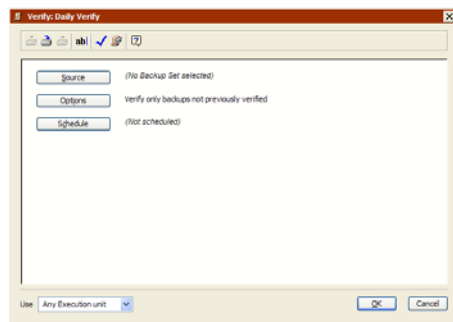 Verify: Daily Verify
ab|
Source (No Backup Set selected)
Options Verify only backups not previously verified
Schedule (Not scheduled)
Use Any Execution unit
OK Cancel